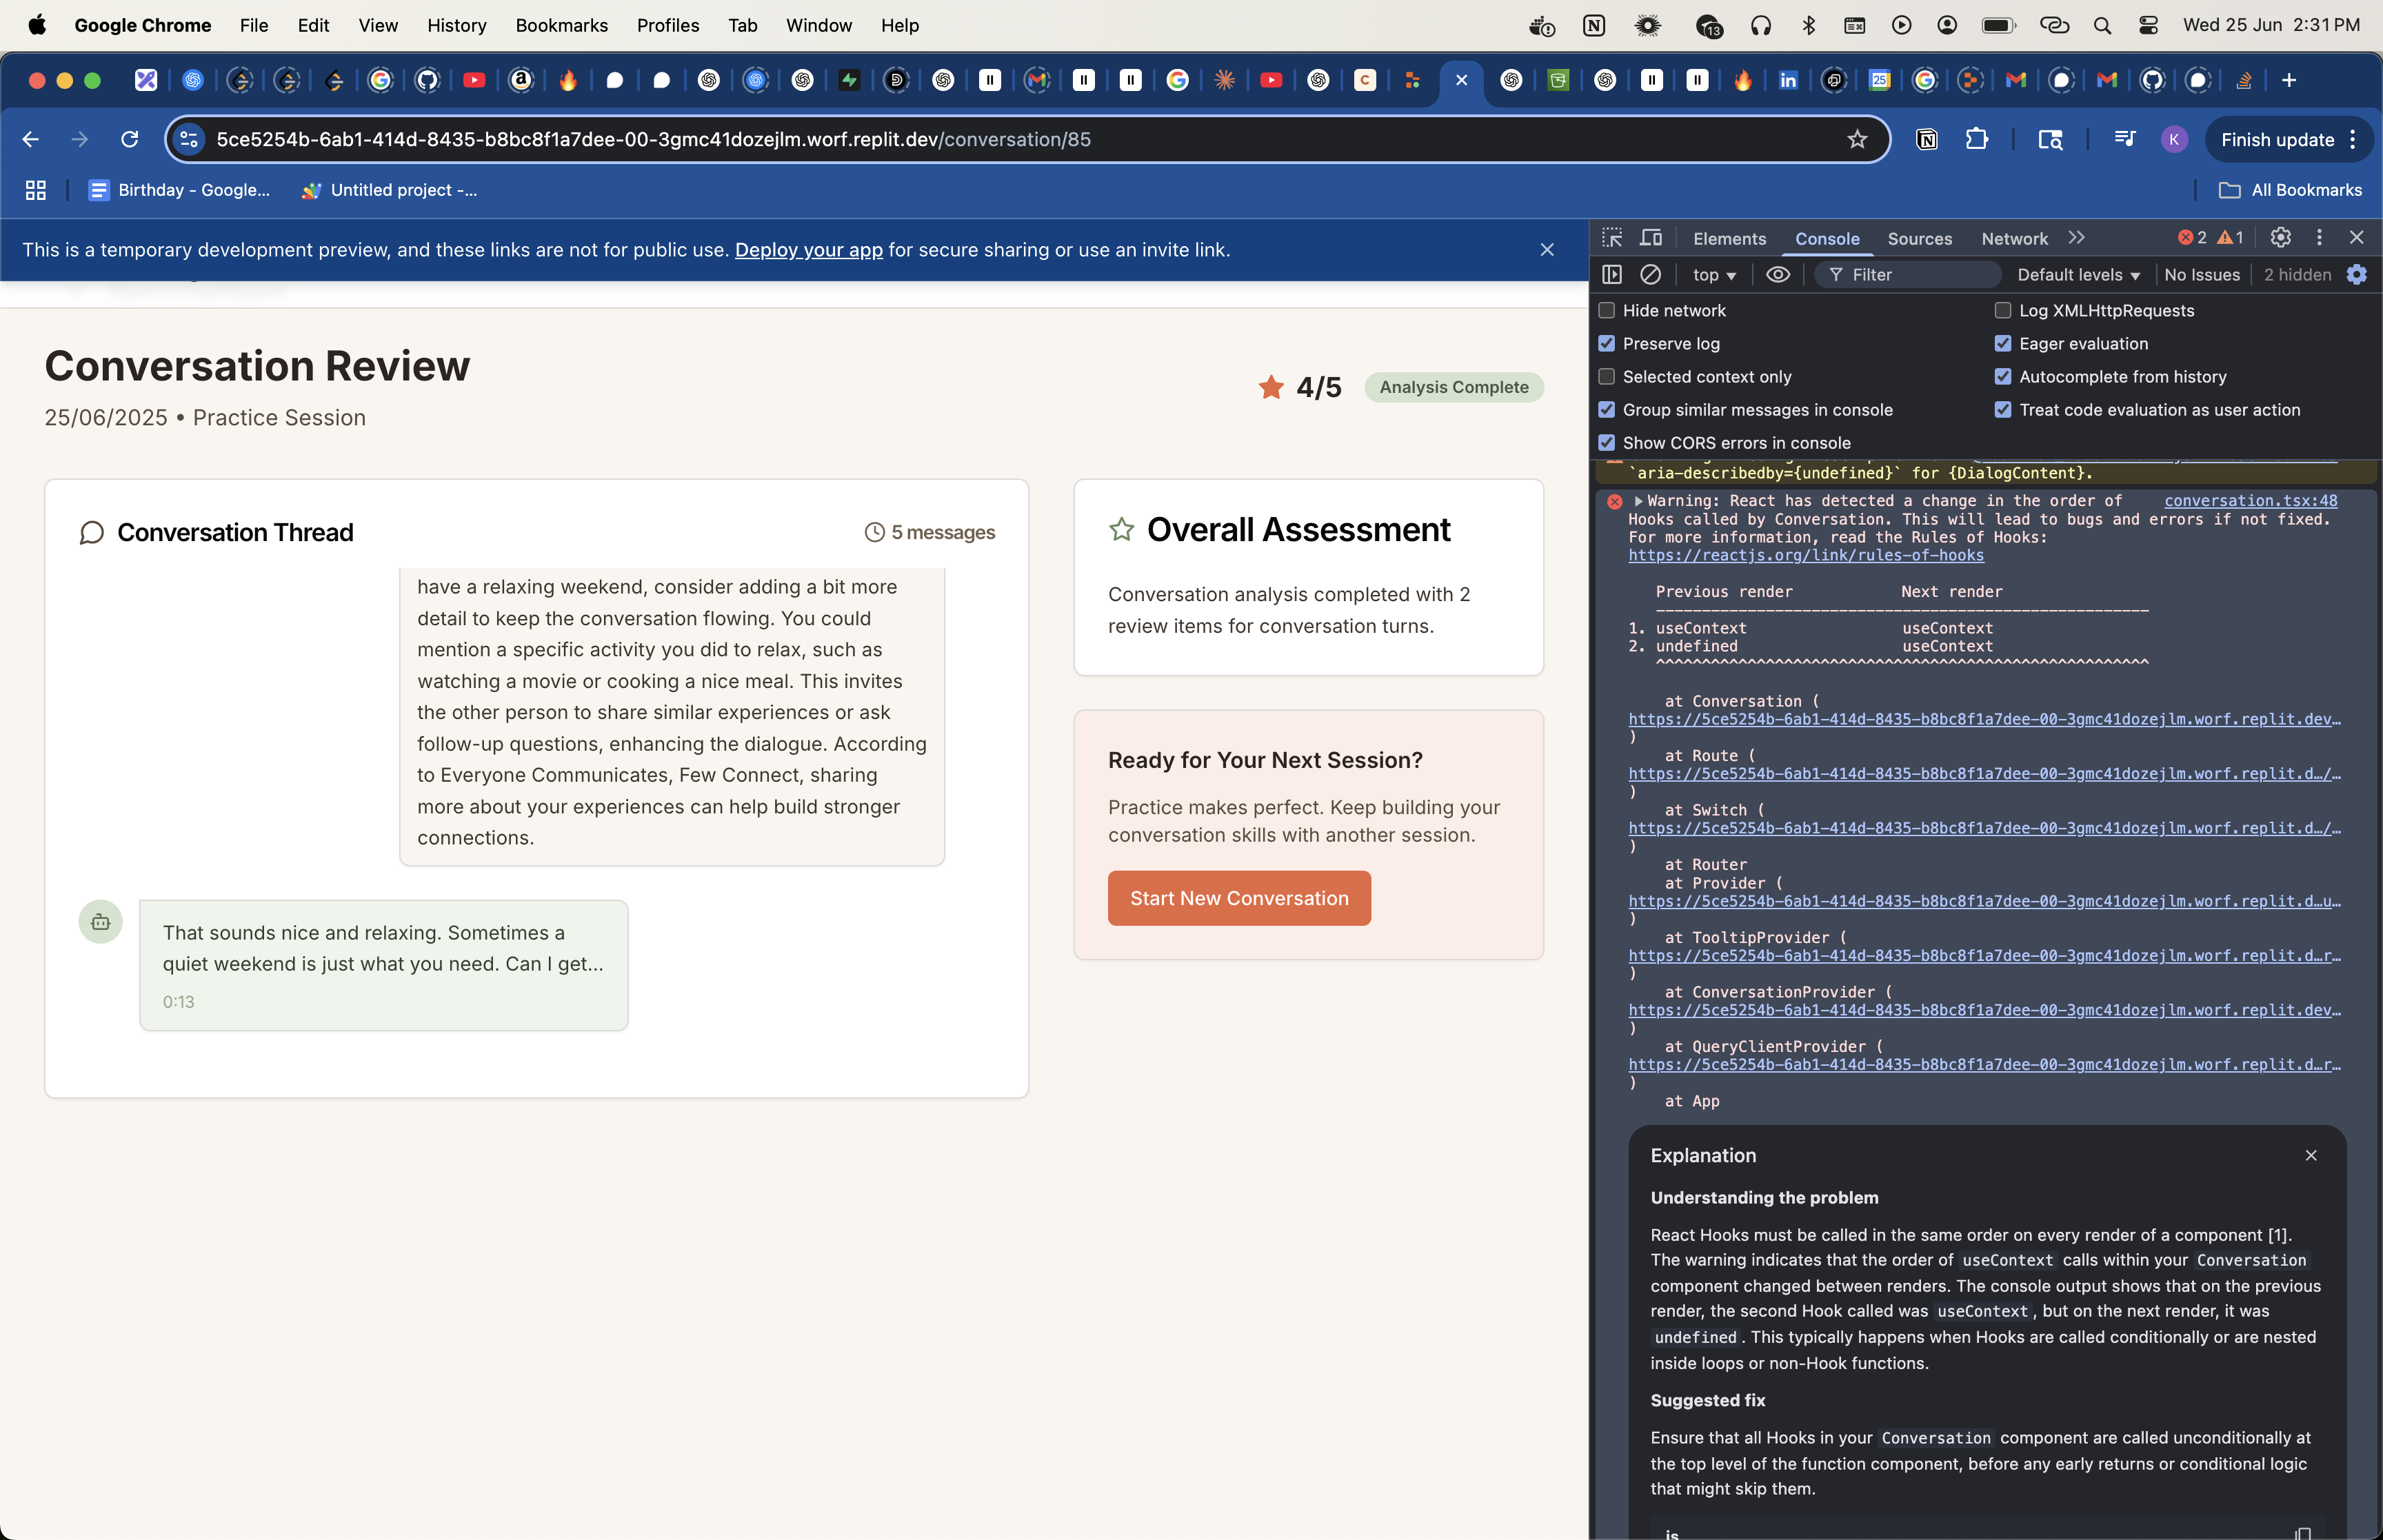 Google Chrome File Edit View History Bookmarks Profiles Tab Window Help
13
Wed 25 Jun 2:31 PM
5ce5254b-6ab1-414d-8435-b8bc8f1a7dee-00-3gmc41dozejlm.worf.replit.dev/conversation/85
K
Finish update
Birthday - Google...
Untitled project -...
All Bookmarks
This is a temporary development preview, and these links are not for public use. Deploy your app for secure sharing or use an invite link.
Conversation Review
25/06/2025 • Practice Session
4/5
Analysis Complete
Conversation Thread
5 messages
have a relaxing weekend, consider adding a bit more
detail to keep the conversation flowing. You could
mention a specific activity you did to relax, such as
watching a movie or cooking a nice meal. This invites
the other person to share similar experiences or ask
follow-up questions, enhancing the dialogue. According
to Everyone Communicates, Few Connect, sharing
more about your experiences can help build stronger
connections.
That sounds nice and relaxing. Sometimes a
quiet weekend is just what you need. Can I get...
0:13
Overall Assessment
Conversation analysis completed with 2
review items for conversation turns.
Ready for Your Next Session?
Practice makes perfect. Keep building your
conversation skills with another session.
Start New Conversation
Elements Console Sources Network
2 1
top
Filter
Default levels
No Issues
2 hidden
Hide network
Log XMLHttpRequests
Preserve log
Eager evaluation
Selected context only
Autocomplete from history
Group similar messages in console
Treat code evaluation as user action
Show CORS errors in console
`aria-describedby={undefined}` for {DialogContent}.
Warning: React has detected a change in the order of conversation.tsx:48
Hooks called by Conversation. This will lead to bugs and errors if not fixed.
For more information, read the Rules of Hooks:
https://reactjs.org/link/rules-of-hooks
Previous render Next render
------------------------------------------------------
1. useContext useContext
2. undefined useContext
^^^^^^^^^^^^^^^^^^^^^^^^^^^^^^^^^^^^^^^^^^^^^^^^^^^^^^
at Conversation (
https://5ce5254b-6ab1-414d-8435-b8bc8f1a7dee-00-3gmc41dozejlm.worf.replit.dev…
)
at Route (
https://5ce5254b-6ab1-414d-8435-b8bc8f1a7dee-00-3gmc41dozejlm.worf.replit.d…/…
)
at Switch (
https://5ce5254b-6ab1-414d-8435-b8bc8f1a7dee-00-3gmc41dozejlm.worf.replit.d…/…
)
at Router
at Provider (
https://5ce5254b-6ab1-414d-8435-b8bc8f1a7dee-00-3gmc41dozejlm.worf.replit.d…u…
)
at TooltipProvider (
https://5ce5254b-6ab1-414d-8435-b8bc8f1a7dee-00-3gmc41dozejlm.worf.replit.d…r…
)
at ConversationProvider (
https://5ce5254b-6ab1-414d-8435-b8bc8f1a7dee-00-3gmc41dozejlm.worf.replit.dev…
)
at QueryClientProvider (
https://5ce5254b-6ab1-414d-8435-b8bc8f1a7dee-00-3gmc41dozejlm.worf.replit.d…r…
)
at App
Explanation
Understanding the problem
React Hooks must be called in the same order on every render of a component [1].
The warning indicates that the order of useContext calls within your Conversation
component changed between renders. The console output shows that on the previous
render, the second Hook called was useContext, but on the next render, it was
undefined. This typically happens when Hooks are called conditionally or are nested
inside loops or non-Hook functions.
Suggested fix
Ensure that all Hooks in your Conversation component are called unconditionally at
the top level of the function component, before any early returns or conditional logic
that might skip them.
js